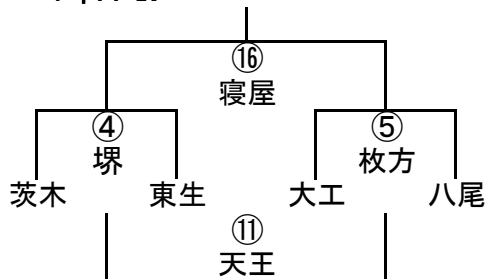 ⑯
寝屋
④
⑤
堺
枚方
茨木
東生
大工
八尾
⑪
天王